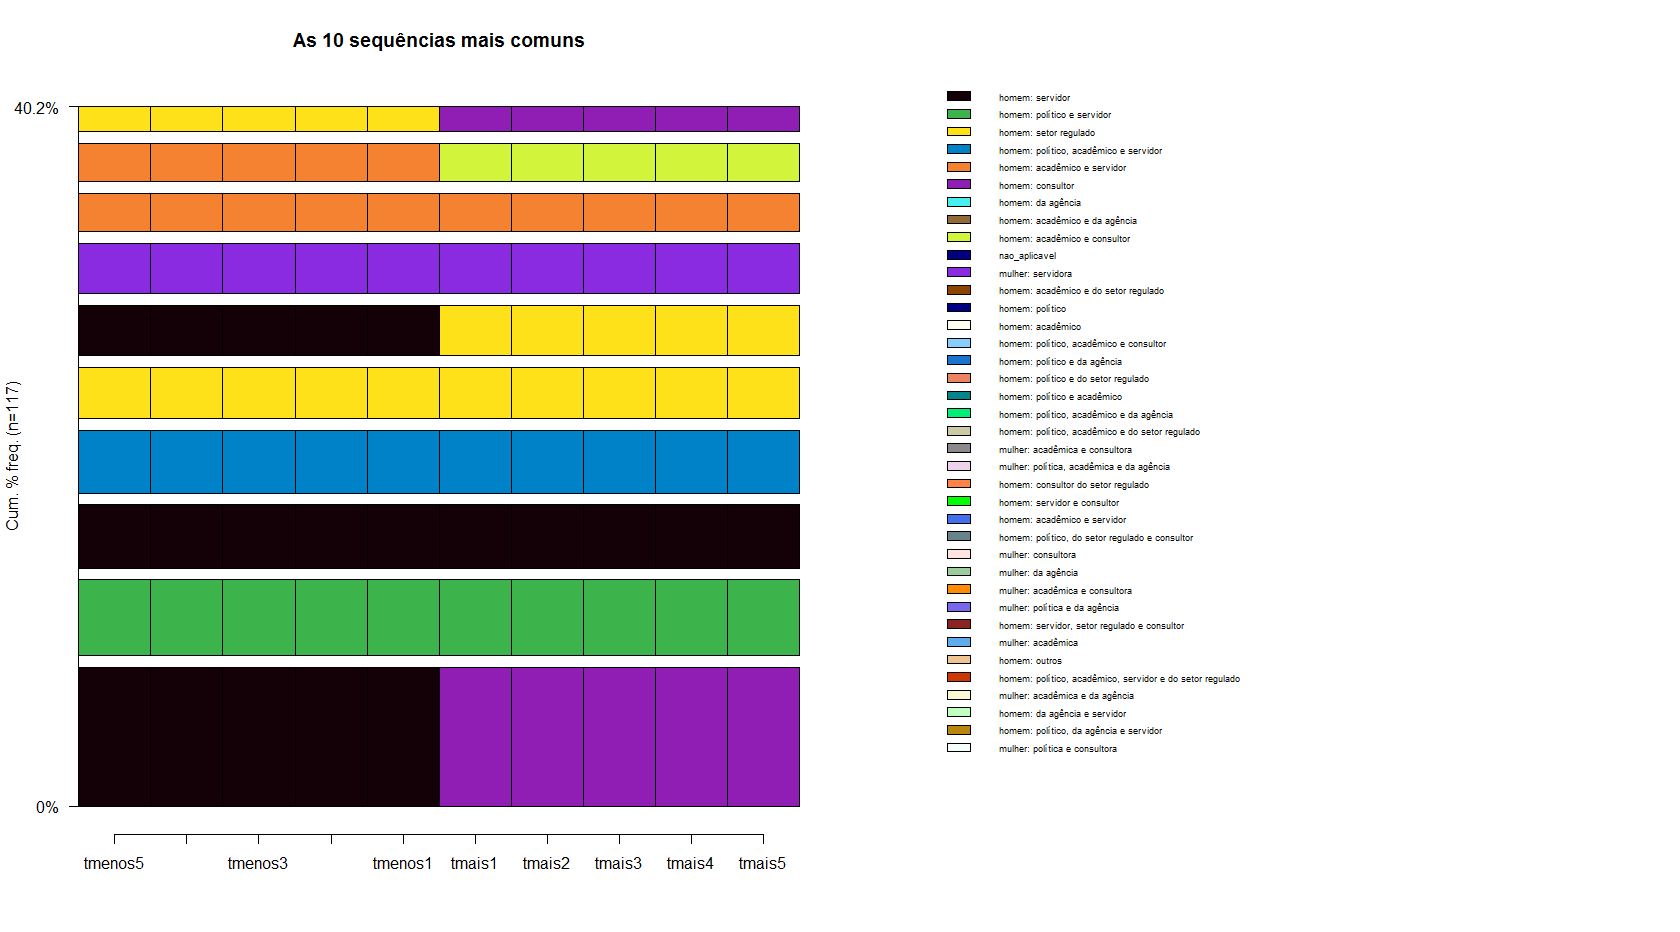 As 10 sequências mais comuns
40.2%
Cum. % freq. (n=117)
0%
tmenos5 tmenos3 tmenos1 tmais1 tmais2 tmais3 tmais4 tmais5
homem: servidor
homem: político e servidor
homem: setor regulado
homem: político, acadêmico e servidor
homem: acadêmico e servidor
homem: consultor
homem: da agência
homem: acadêmico e da agência
homem: acadêmico e consultor
nao_aplicavel
mulher: servidora
homem: acadêmico e do setor regulado
homem: político
homem: acadêmico
homem: político, acadêmico e consultor
homem: político e da agência
homem: político e do setor regulado
homem: político e acadêmico
homem: político, acadêmico e da agência
homem: político, acadêmico e do setor regulado
mulher: acadêmica e consultora
mulher: política, acadêmica e da agência
homem: consultor do setor regulado
homem: servidor e consultor
homem: acadêmico e servidor
homem: político, do setor regulado e consultor
mulher: consultora
mulher: da agência
mulher: acadêmica e consultora
mulher: política e da agência
homem: servidor, setor regulado e consultor
mulher: acadêmica
homem: outros
homem: político, acadêmico, servidor e do setor regulado
mulher: acadêmica e da agência
homem: da agência e servidor
homem: político, da agência e servidor
mulher: política e consultora